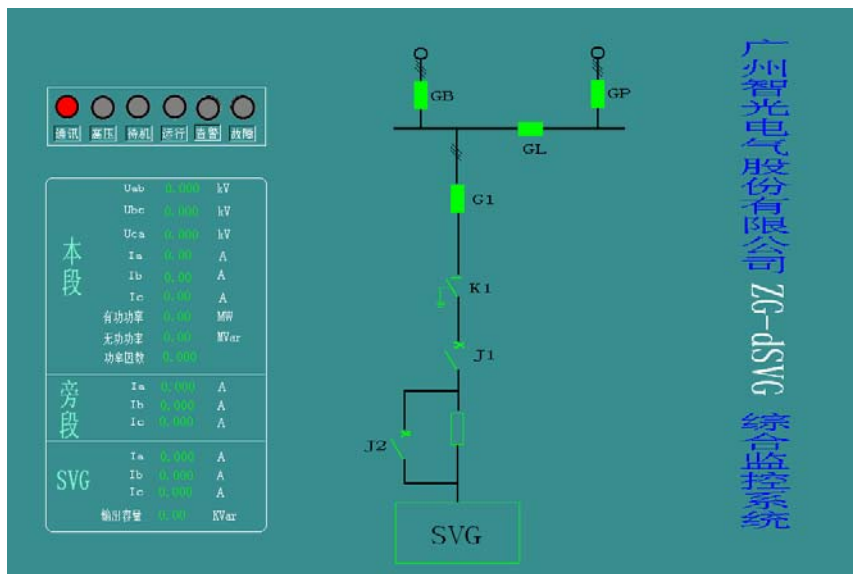 通讯 高压 待机 运行 告警 故障
本段
Uab 0.000 kV
Ubc 0.000 kV
Uca 0.000 kV
Ia 0.00 A
Ib 0.00 A
Ic 0.00 A
有功功率 0.00 MW
无功功率 0.00 MVar
功率因数 0.000
旁段
Ia 0.000 A
Ib 0.000 A
Ic 0.000 A
SVG
Ia 0.000 A
Ib 0.000 A
Ic 0.000 A
输出容量 0.00 KVar
GB
GP
GL
G1
K1
J1
J2
SVG
广州智光电气股份有限公司 ZG-dSVG 综合监控系统